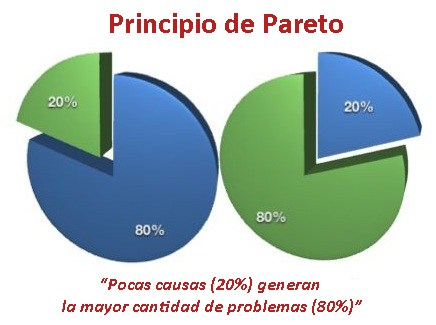 Principio de Pareto
20%
80%
20%
80%
“Pocas causas (20%) generan
la mayor cantidad de problemas (80%)”